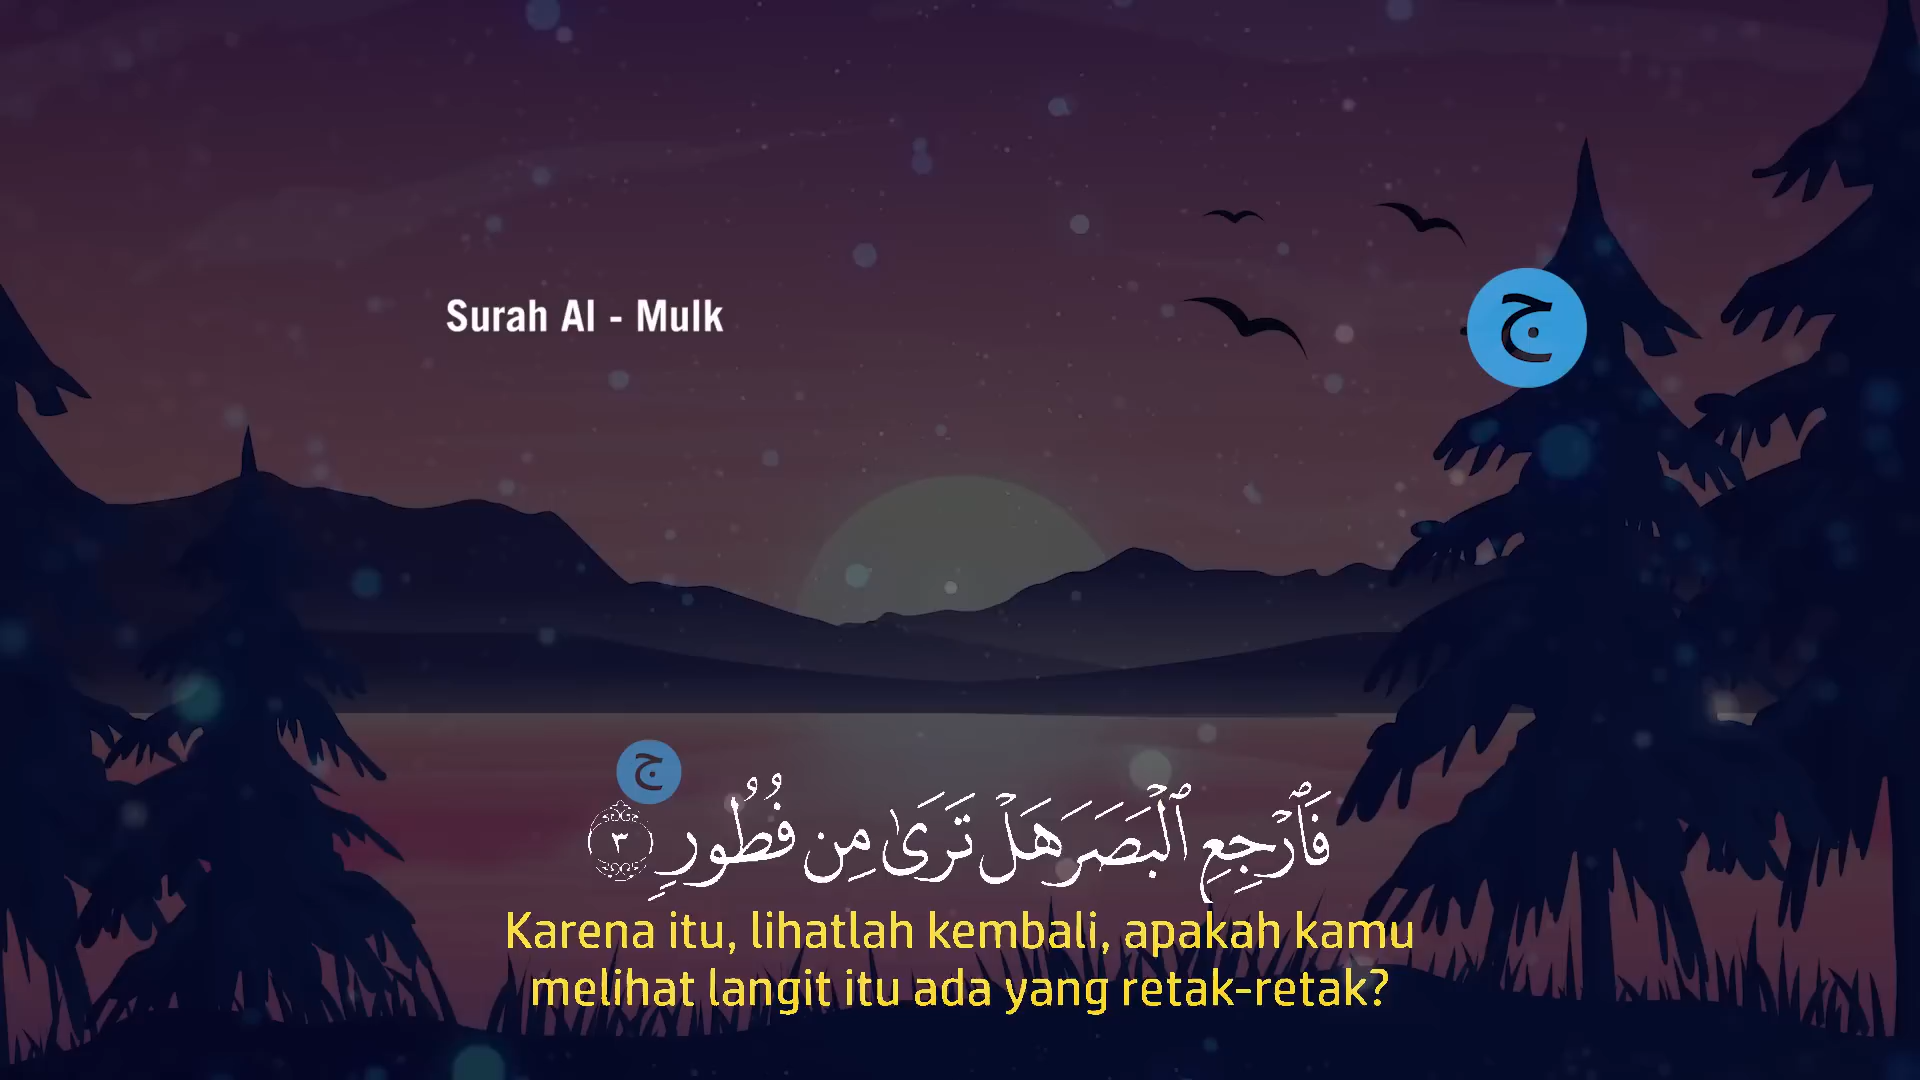 Surah Al - Mulk
ج
ج
فَٱرْجِعِ ٱلْبَصَرَ هَلْ تَرَىٰ مِن فُطُورٍۢ ٣
Karena itu, lihatlah kembali, apakah kamu
melihat langit itu ada yang retak-retak?